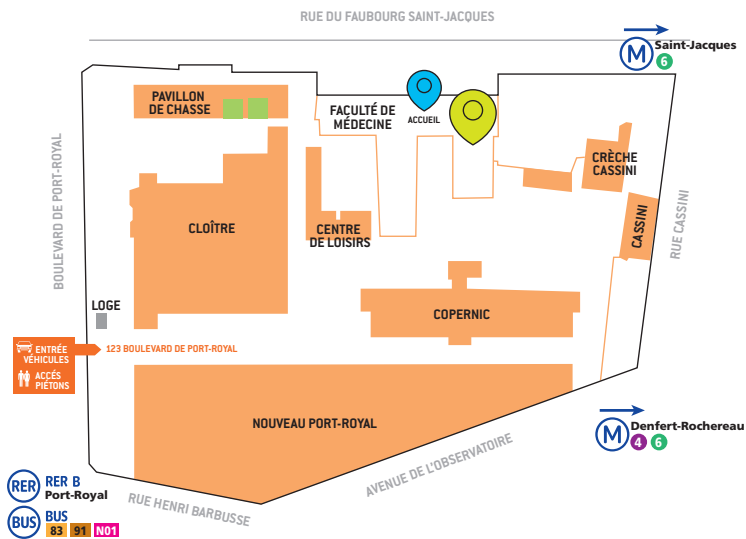 RUE DU FAUBOURG SAINT-JACQUES
M
Saint-Jacques
6
PAVILLON
DE CHASSE
FACULTÉ DE
MÉDECINE
ACCUEIL
CRÈCHE
CASSINI
BOULEVARD DE PORT-ROYAL
CLOÎTRE
CENTRE
DE LOISIRS
CASSINI
RUE CASSINI
LOGE
COPERNIC
ENTRÉE
VÉHICULES
ACCÉS
PIÉTONS
123 BOULEVARD DE PORT-ROYAL
NOUVEAU PORT-ROYAL
M
Denfert-Rochereau
4 6
AVENUE DE L'OBSERVATOIRE
RUE HENRI BARBUSSE
RER RER B
Port-Royal
BUS BUS
83 91 N01